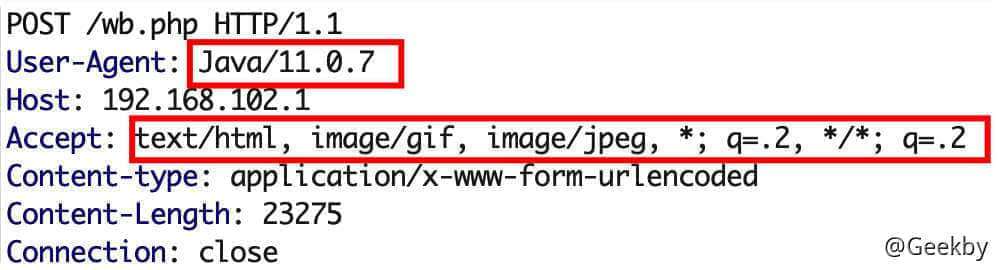 POST /wb.php HTTP/1.1
User-Agent: Java/11.0.7
Host: 192.168.102.1
Accept: text/html, image/gif, image/jpeg, *; q=.2, */*; q=.2
Content-type: application/x-www-form-urlencoded
Content-Length: 23275
Connection: close
@Geekby